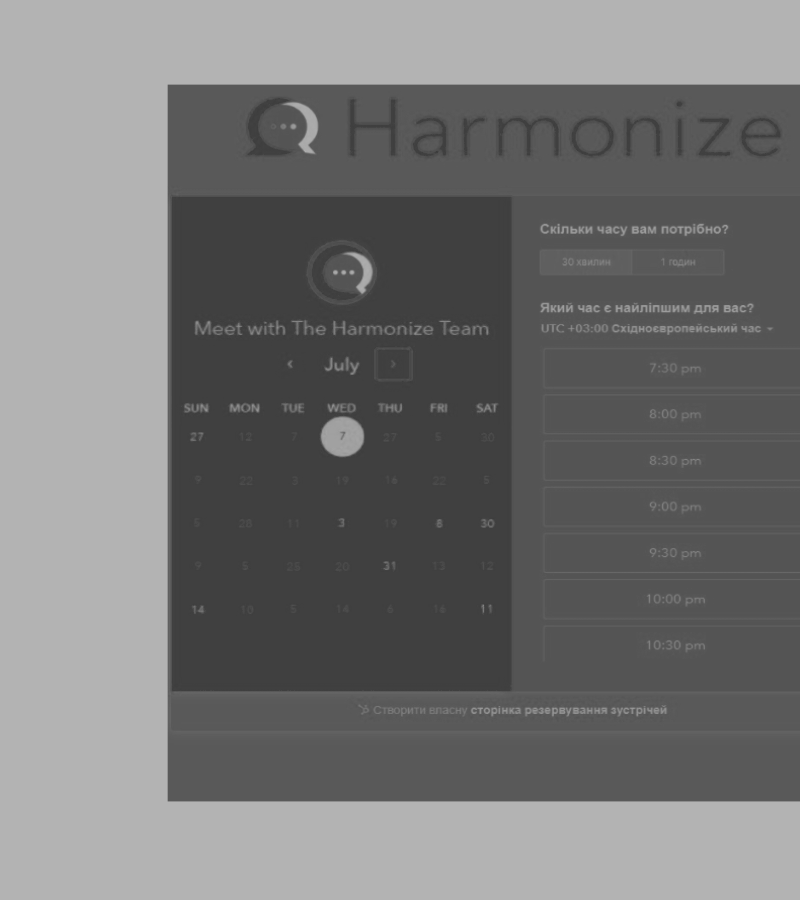 Harmonize
Meet with The Harmonize Team
July
SUN MON TUE WED THU FRI SAT
27 12 7 7 27 5 30
9 22 3 19 16 22 5
5 28 11 3 19 8 30
9 5 25 20 31 13 12
14 10 5 14 6 16 11
Скільки часу вам потрібно?
30 хвилин 1 годин
Який час є найліпшим для вас?
UTC +03:00 Східноєвропейський час
7:30 pm
8:00 pm
8:30 pm
9:00 pm
9:30 pm
10:00 pm
10:30 pm
Створити власну сторінка резервування зустрічей